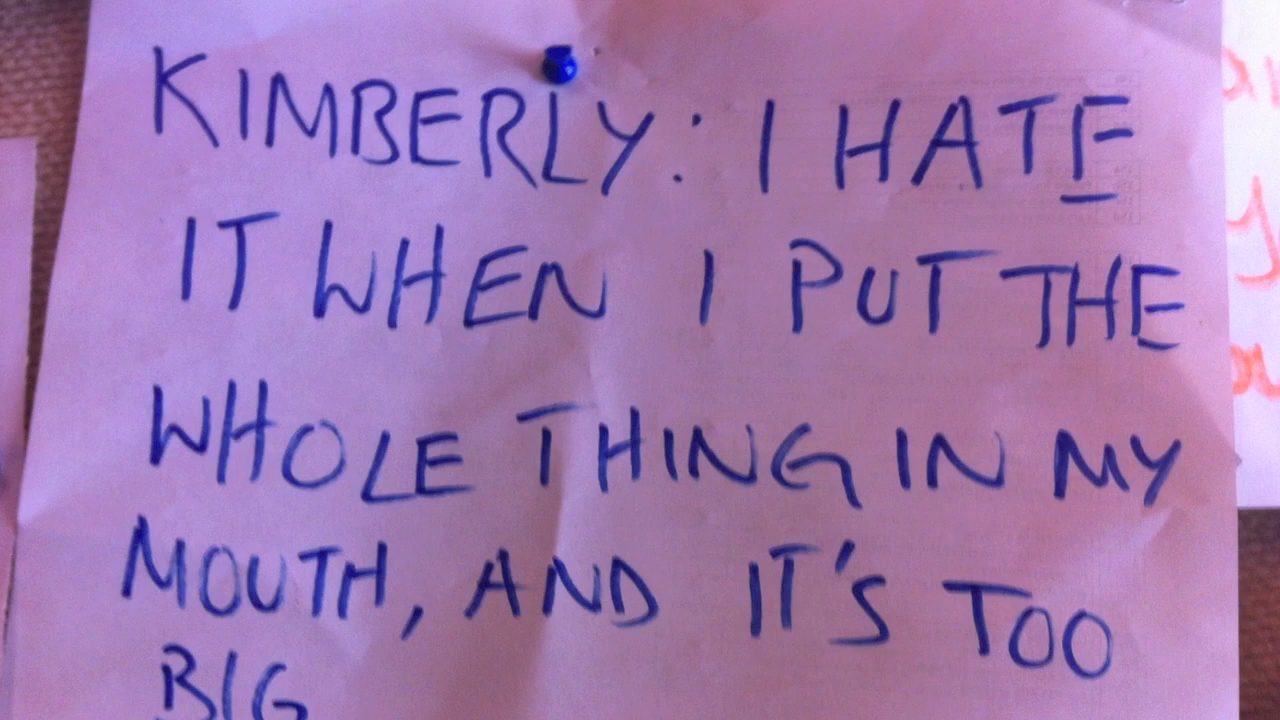 KIMBERLY: I HATE
IT WHEN I PUT THE
WHOLE THING IN MY
MOUTH, AND IT'S TOO
BIG